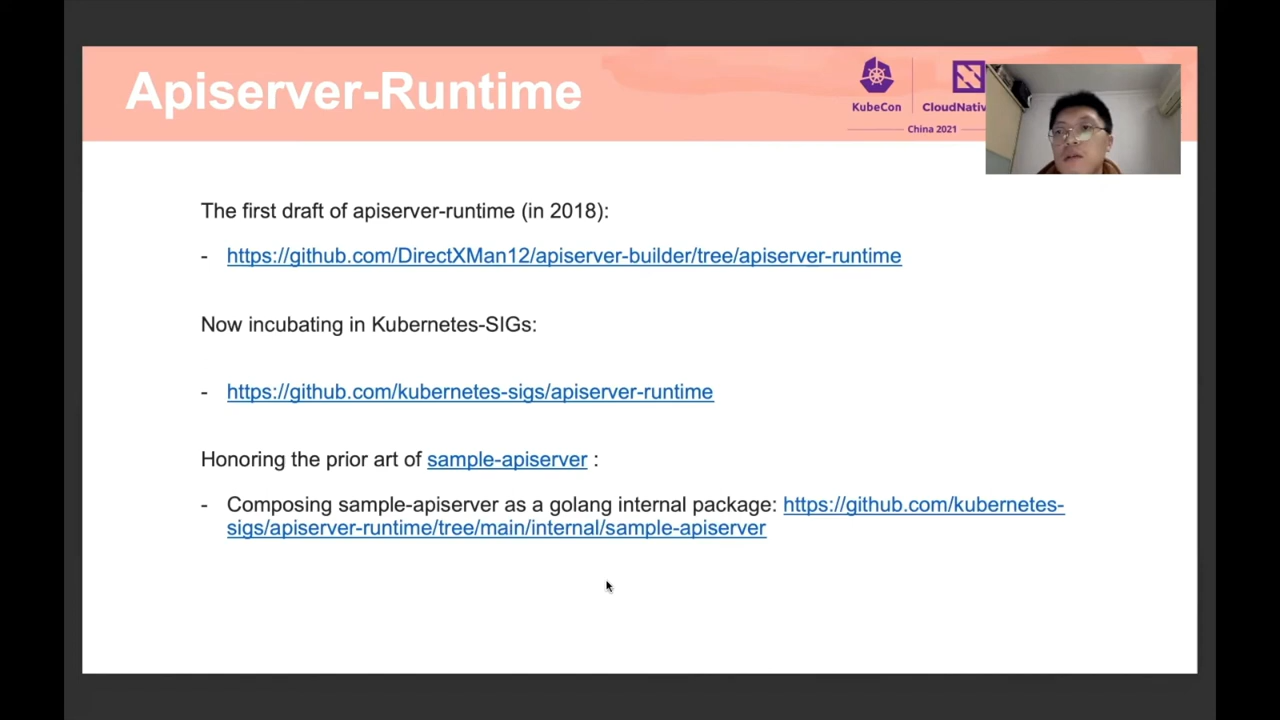 Apiserver-Runtime
KubeCon
China 2021
The first draft of apiserver-runtime (in 2018):
- https://github.com/DirectXMan12/apiserver-builder/tree/apiserver-runtime
Now incubating in Kubernetes-SIGs:
- https://github.com/kubernetes-sigs/apiserver-runtime
Honoring the prior art of sample-apiserver :
- Composing sample-apiserver as a golang internal package: https://github.com/kubernetes-
sigs/apiserver-runtime/tree/main/internal/sample-apiserver